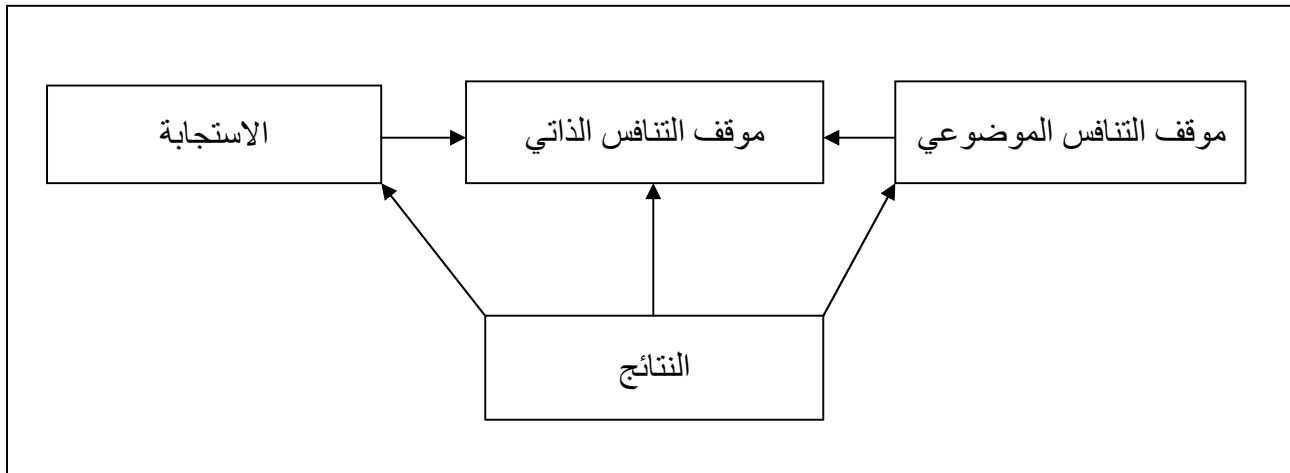 موقف التنافس الموضوعي
موقف التنافس الذاتي
الاستجابة
النتائج